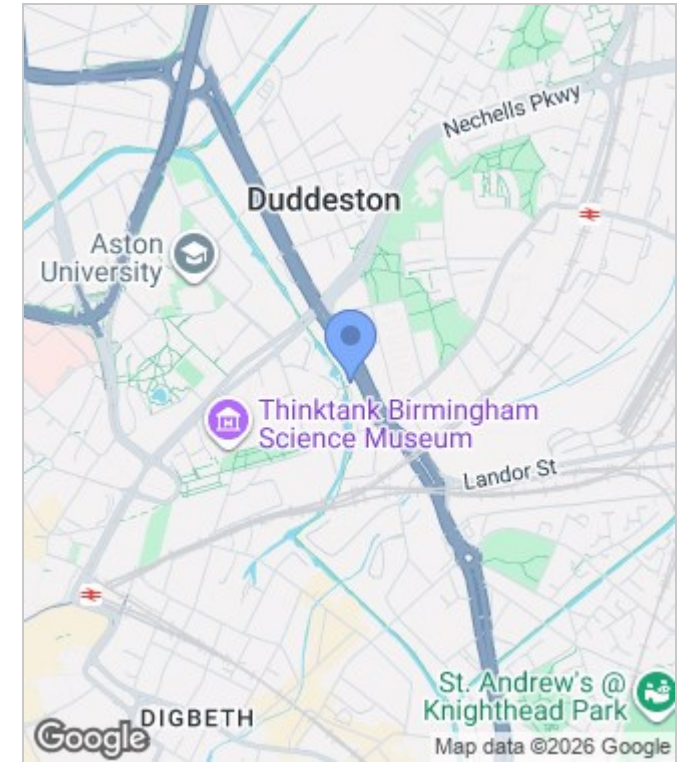 Nechells Pkwy
Duddeston
Aston
University
Thinktank Birmingham
Science Museum
Landor St
St. Andrew's @
Knighthead Park
DIGBETH
Google
Map data ©2026 Google